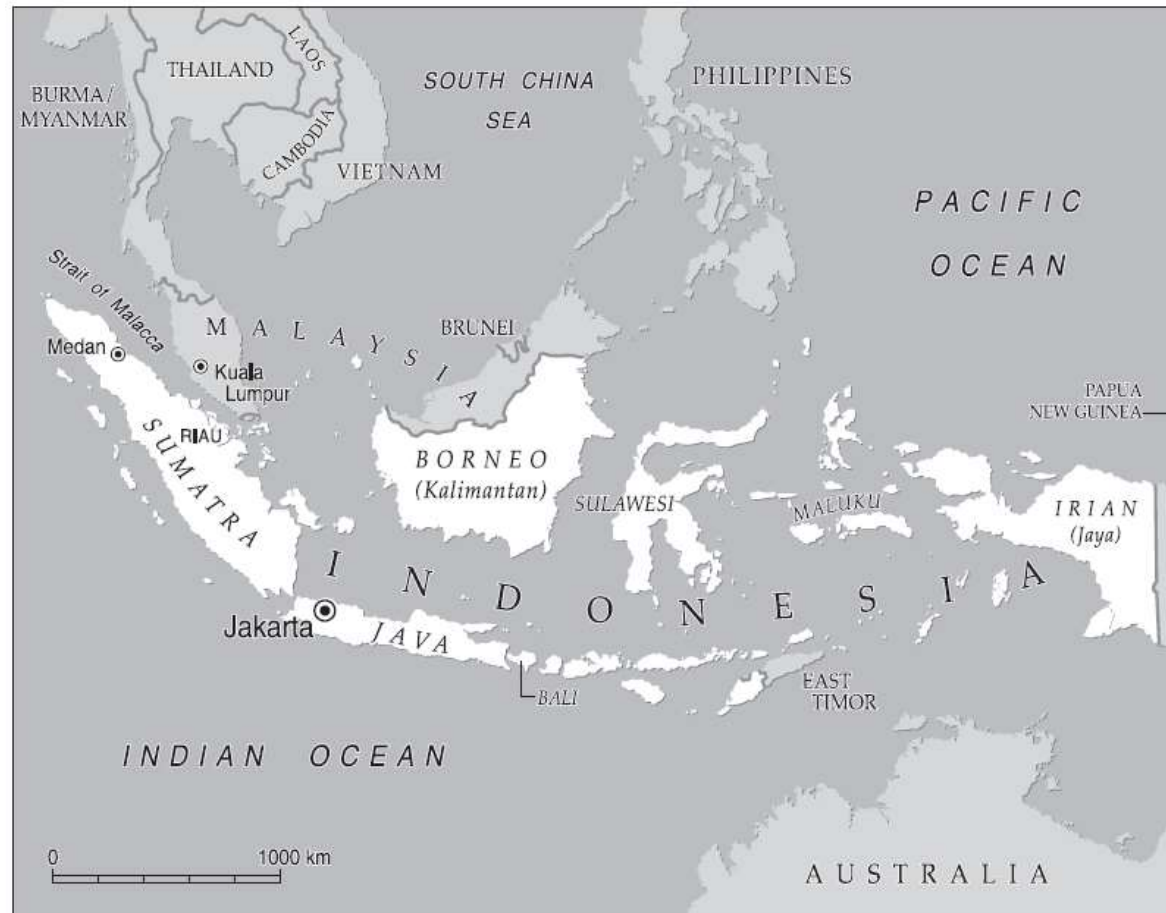 THAILAND
LAOS
BURMA/
MYANMAR
CAMBODIA
VIETNAM
SOUTH CHINA
SEA
PHILIPPINES
PACIFIC
OCEAN
Strait of Malacca
MALAYSIA
BRUNEI
Medan
Kuala
Lumpur
RIAU
SUMATRA
BORNEO
(Kalimantan)
SULAWESI
MALUKU
PAPUA
NEW GUINEA
IRIAN
(Jaya)
INDONESIA
Jakarta
JAVA
BALI
EAST
TIMOR
INDIAN OCEAN
0 1000 km
AUSTRALIA